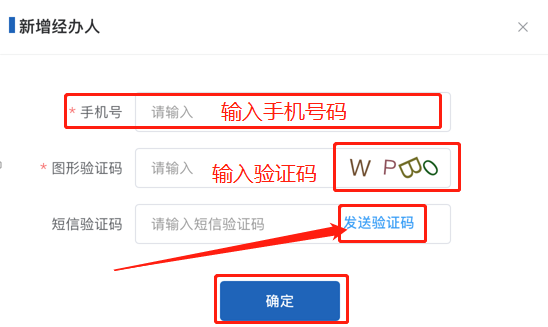 新增经办人
* 手机号 请输入 输入手机号码
* 图形验证码 请输入 输入验证码 W P B O
短信验证码 请输入短信验证码 发送验证码
确定